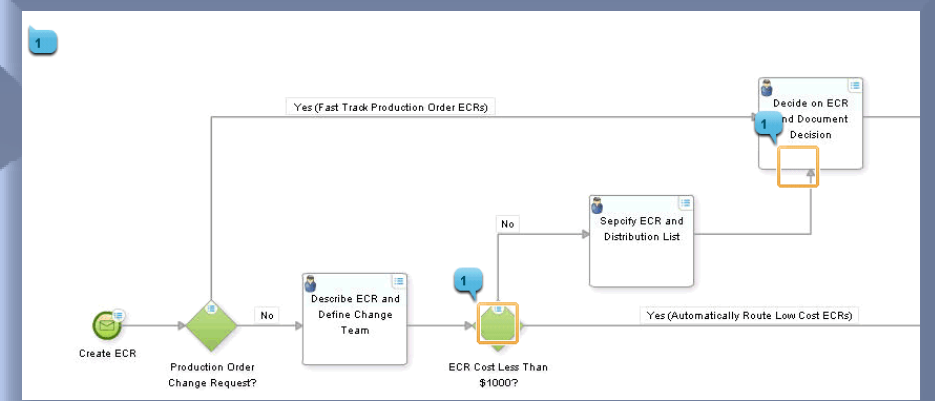 1
Yes (Fast Track Production Order ECRs)
Decide on ECR
nd Document
Decision
1
No
Sepcify ECR and
Distribution List
1
Describe ECR and
Define Change
Team
No
Yes (Automatically Route Low Cost ECRs)
Create ECR
Production Order
Change Request?
ECR Cost Less Than
$1000?